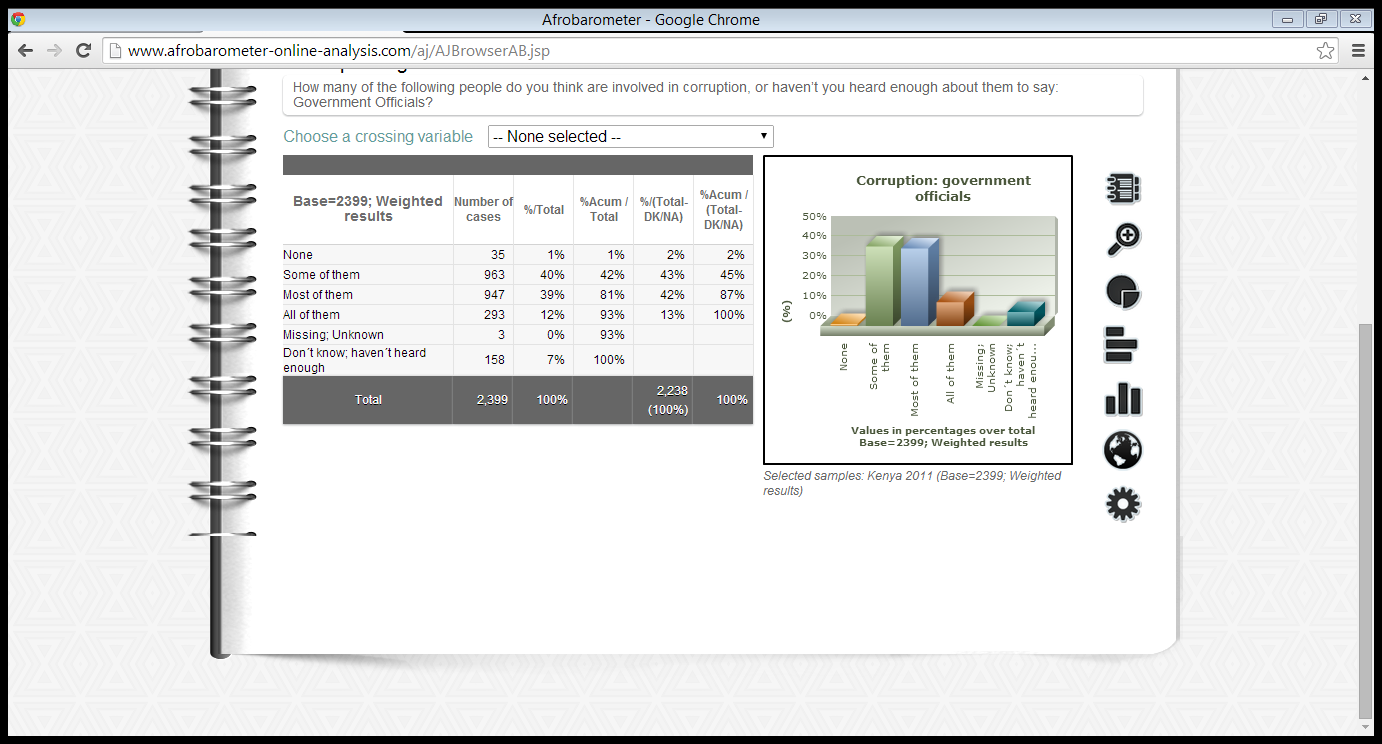 Afrobarometer - Google Chrome
www.afrobarometer-online-analysis.com/aj/AJBrowserAB.jsp
How many of the following people do you think are involved in corruption, or haven't you heard enough about them to say:
Government Officials?
Choose a crossing variable -- None selected --
Base=2399; Weighted results Number of cases %/Total %Acum / Total %/(Total-DK/NA) %Acum / (Total-DK/NA)
None 35 1% 1% 2% 2%
Some of them 963 40% 42% 43% 45%
Most of them 947 39% 81% 42% 87%
All of them 293 12% 93% 13% 100%
Missing; Unknown 3 0% 93%
Don´t know; haven´t heard enough 158 7% 100%
Total 2,399 100% 2,238 (100%) 100%
Corruption: government
officials
50%
40%
30%
20%
10%
0%
(%)
None
Some of them
Most of them
All of them
Missing; Unknown
Don´t know; haven´t heard enou...
Values in percentages over total
Base=2399; Weighted results
Selected samples: Kenya 2011 (Base=2399; Weighted
results)